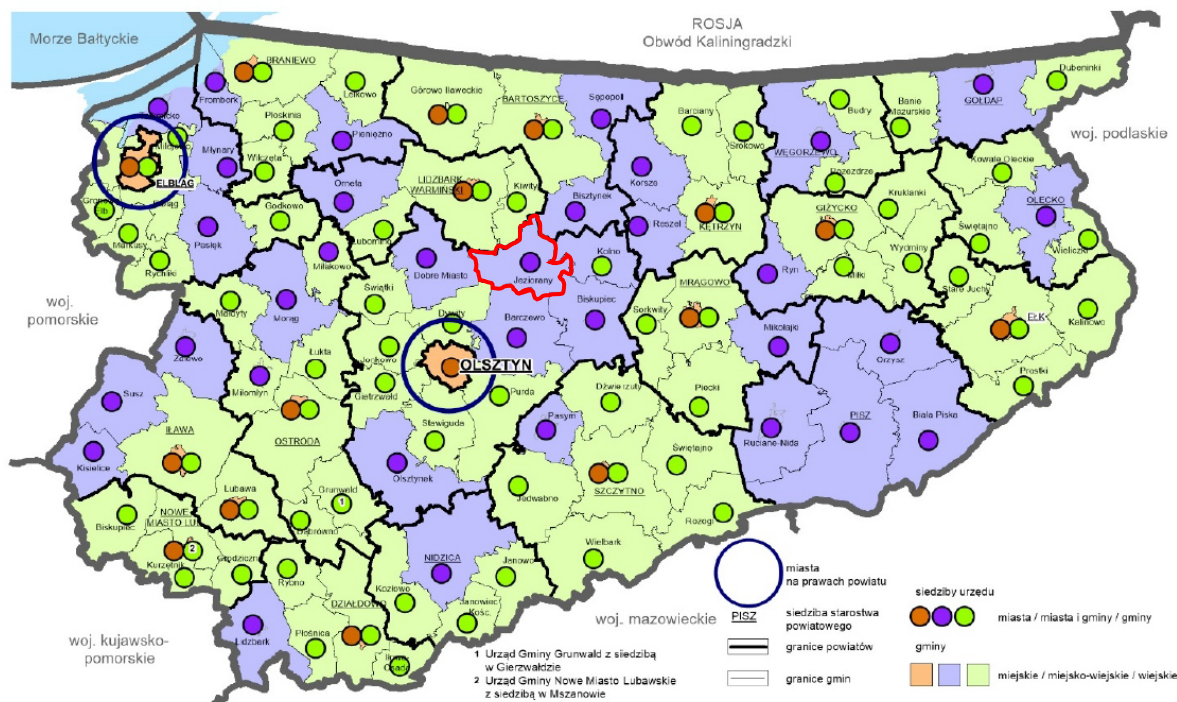 ROSJA
Obwód Kaliningradzki
Morze Bałtyckie
woj. podlaskie
woj.
pomorskie
woj. kujawsko-
pomorskie
woj. mazowieckie
BRANIEWO
Frombork
Lelkowo
Płoskinia
Pieniężno
Wilczęta
Młynary
ELBLĄG
Markusy
Rychliki
Pasłęk
Godkowo
Orneta
Górowo Iławeckie
BARTOSZYCE
Sępopol
Bisztynek
LIDZBARK
WARMIŃSKI
Kiwity
Lubomino
Barciany
Srokowo
Korsze
Reszel
KĘTRZYN
WĘGORZEWO
Budry
Pozezdrze
Banie
Mazurskie
GOŁDAP
Dubeninki
Kowale Oleckie
OLECKO
Świętajno
Wieliczki
GIŻYCKO
Kruklanki
Wydminy
Miłki
Ryn
Stare Juchy
EŁK
Kalinowo
Prostki
Dobre Miasto
Jeziorany
Kolno
Biskupiec
Barczewo
Świątki
Dywity
Jonkowo
OLSZTYN
Gietrzwałd
Purda
Stawiguda
Olsztynek
MRĄGOWO
Sorkwity
Mikołajki
Piecki
Orzysz
Ruciane-Nida
PISZ
Biała Piska
Miłakowo
Morąg
Małdyty
Łukta
Miłomłyn
OSTRÓDA
Grunwald
1
Dąbrówno
Zalewo
Susz
Kisielice
IŁAWA
Lubawa
Biskupiec
NOWE
MIASTO LUB.
2
Kurzętnik
Grodziczno
Rybno
DZIAŁDOWO
Lidzbark
Płośnica
Iłowo
Osada
NIDZICA
Kozłowo
Janowo
Janowiec
Kośc.
Pasym
Dźwierzuty
SZCZYTNO
Świętajno
Jedwabno
Rozogi
Wielbark
miasta
na prawach powiatu
PISZ
siedziba starostwa
powiatowego
granice powiatów
granice gmin
siedziby urzędu
miasta / miasta i gminy / gminy
gminy
miejskie / miejsko-wiejskie / wiejskie
1 Urząd Gminy Grunwald z siedzibą
w Gierzwałdzie
2 Urząd Gminy Nowe Miasto Lubawskie
z siedzibą w Mszanowie